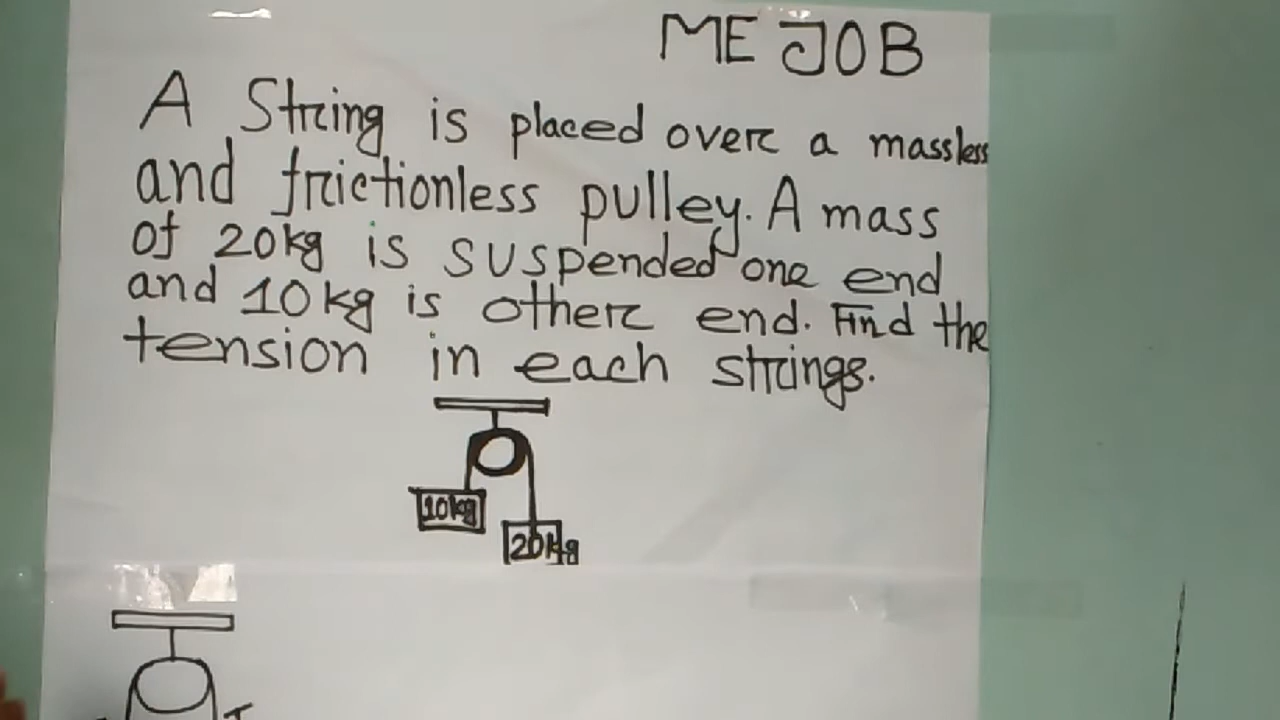 ME JOB
A String is placed over a massless
and frictionless pulley. A mass
of 20kg is suspended one end
and 10kg is other end. Find the
tension in each strings.
10kg
20kg
T